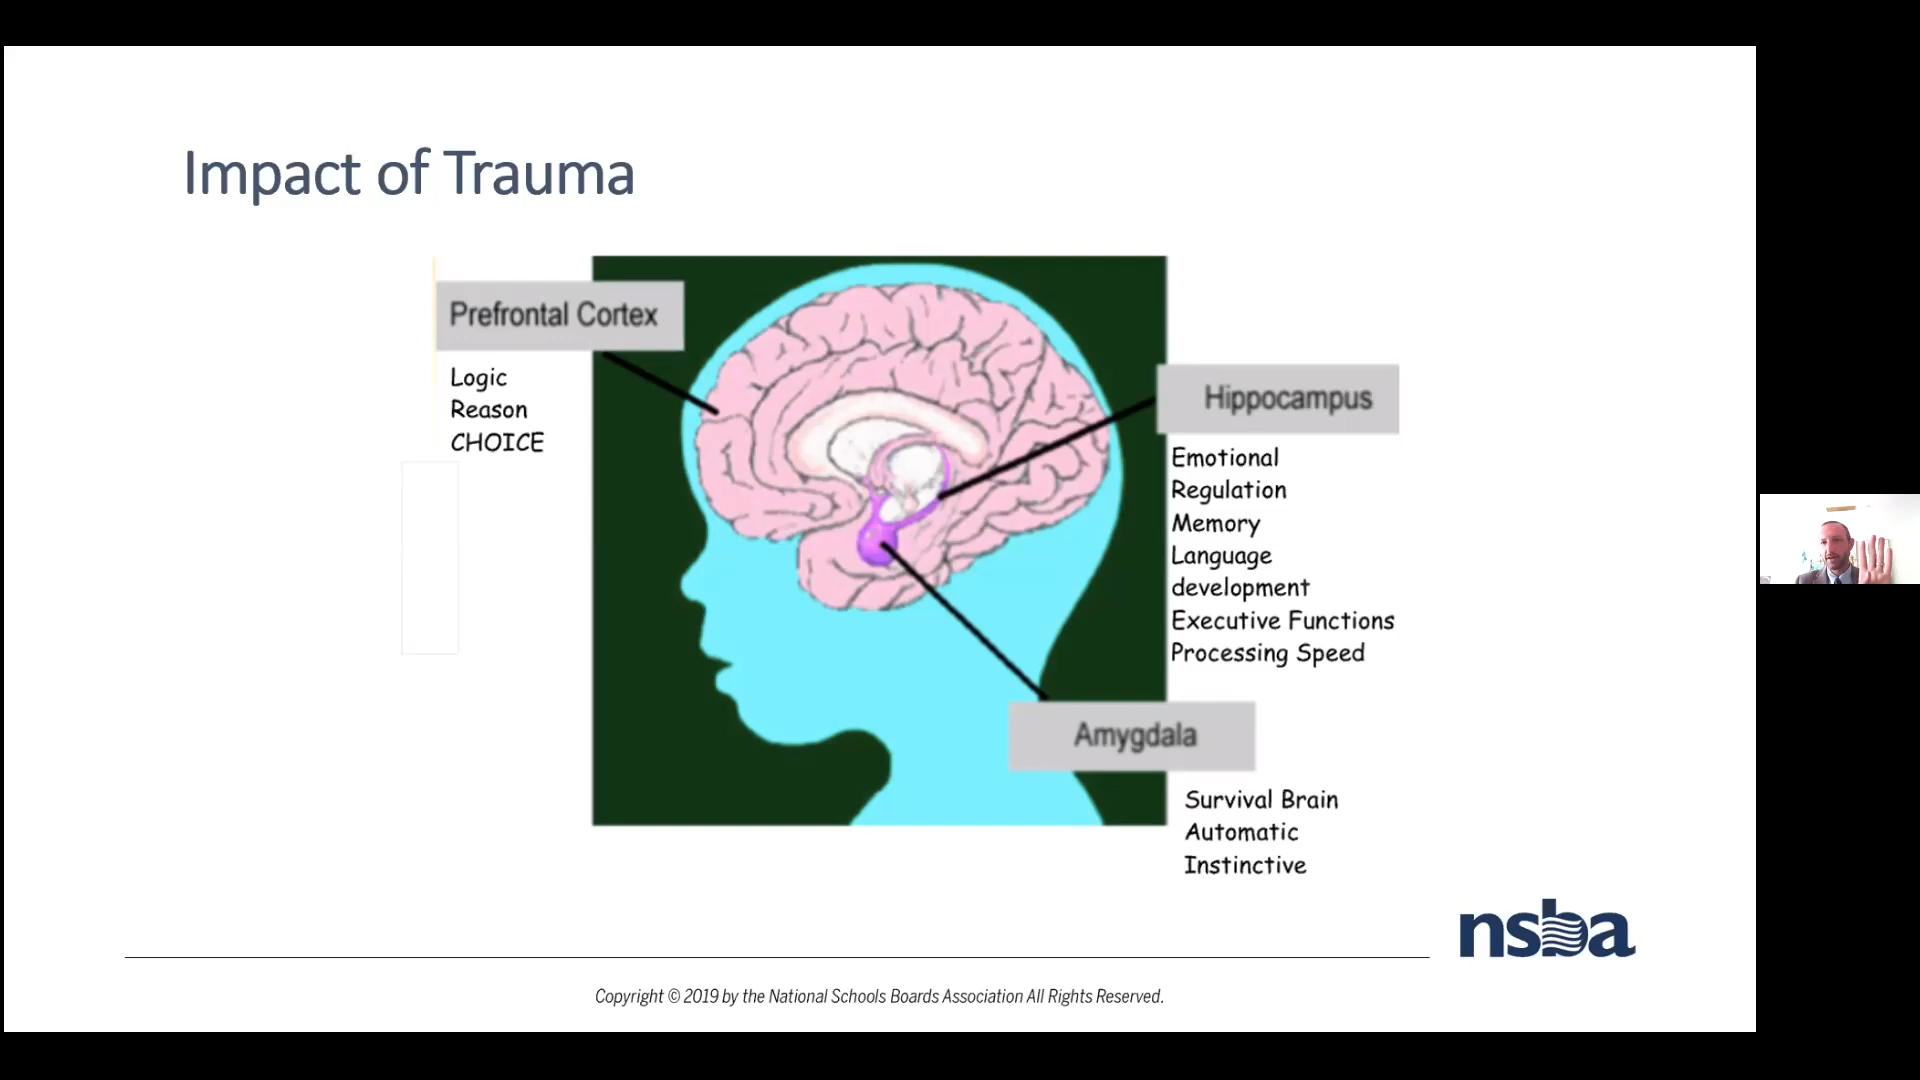 Impact of Trauma
Prefrontal Cortex
Logic
Reason
CHOICE
Hippocampus
Emotional
Regulation
Memory
Language
development
Executive Functions
Processing Speed
Amygdala
Survival Brain
Automatic
Instinctive
nsba
Copyright © 2019 by the National Schools Boards Association All Rights Reserved.